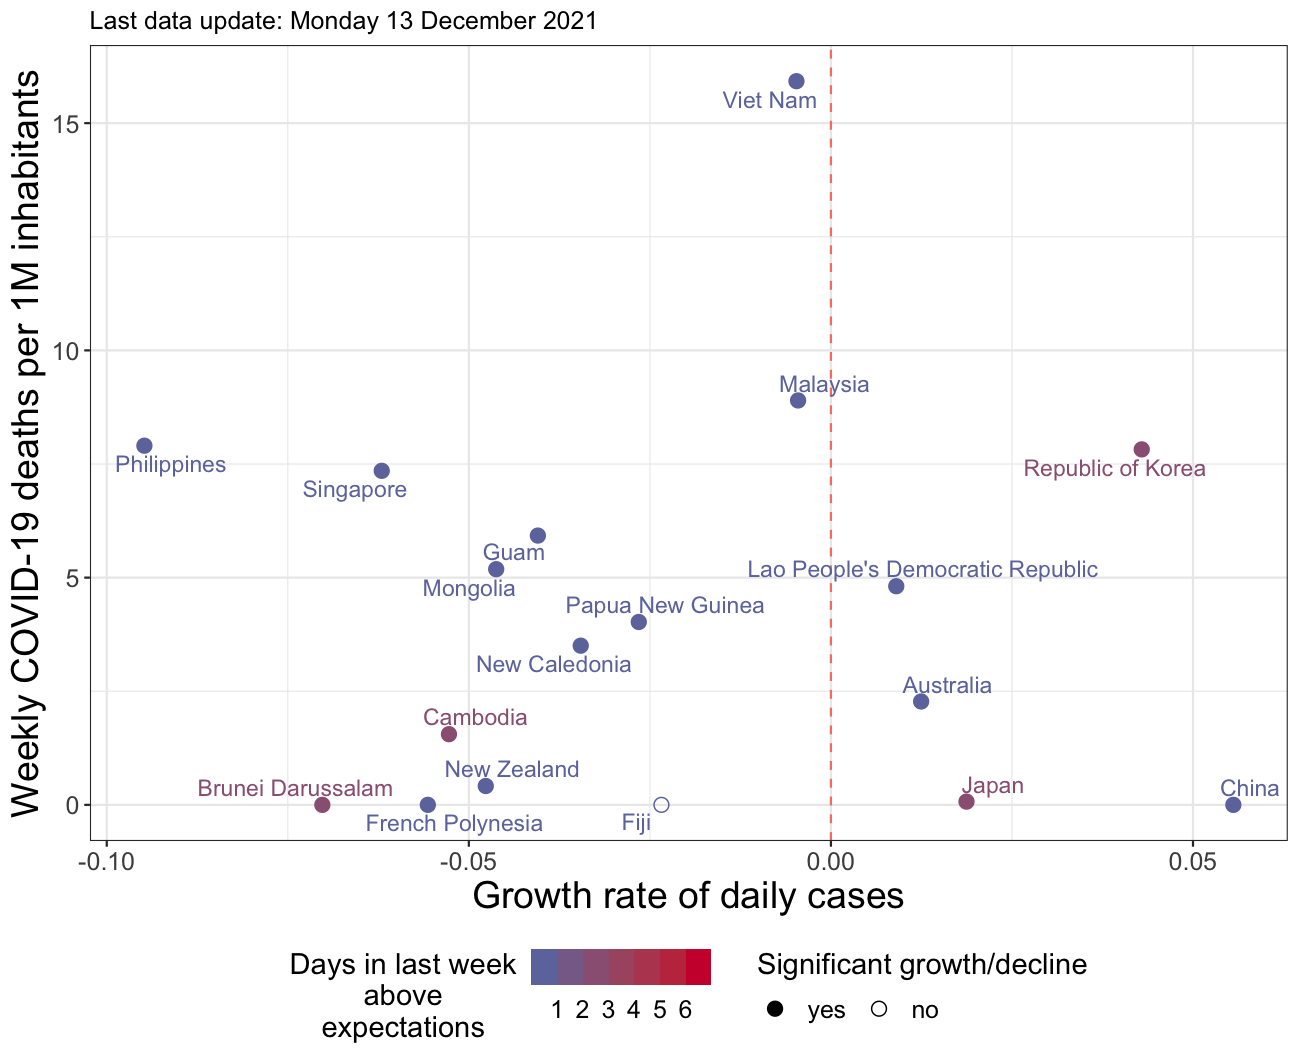 Last data update: Monday 13 December 2021
Weekly COVID-19 deaths per 1M inhabitants
15
10
5
0
Viet Nam
Malaysia
Philippines
Republic of Korea
Singapore
Guam
Lao People's Democratic Republic
Mongolia
Papua New Guinea
New Caledonia
Australia
Cambodia
New Zealand
Brunei Darussalam
Japan
China
French Polynesia
Fiji
-0.10
-0.05
0.00
0.05
Growth rate of daily cases
Days in last week
above
expectations
1 2 3 4 5 6
Significant growth/decline
yes
no